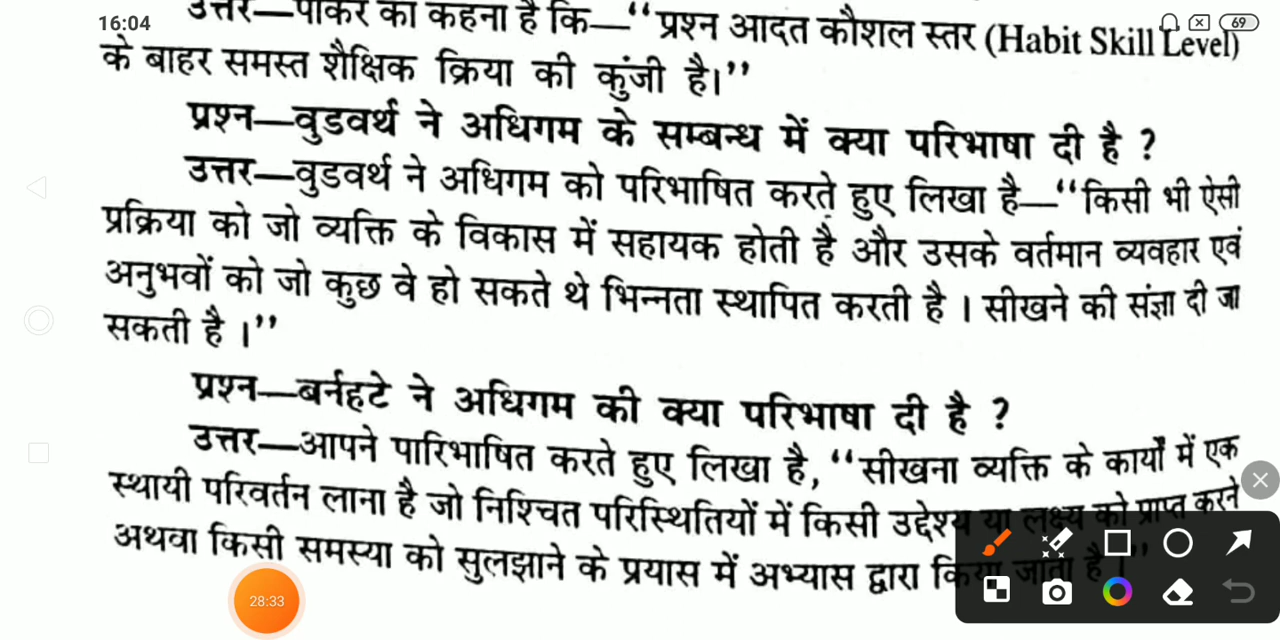 16:04
69
उत्तर—पार्कर का कहना है कि—“प्रश्न आदत कौशल स्तर (Habit Skill Level)
के बाहर समस्त शैक्षिक क्रिया की कुंजी है।”
प्रश्न—वुडवर्थ ने अधिगम के सम्बन्ध में क्या परिभाषा दी है ?
उत्तर—वुडवर्थ ने अधिगम को परिभाषित करते हुए लिखा है—“किसी भी ऐसी
प्रक्रिया को जो व्यक्ति के विकास में सहायक होती है और उसके वर्तमान व्यवहार एवं
अनुभवों को जो कुछ वे हो सकते थे भिन्नता स्थापित करती है । सीखने की संज्ञा दी जा
सकती है ।”
प्रश्न—बर्नहटे ने अधिगम की क्या परिभाषा दी है ?
उत्तर—आपने पारिभाषित करते हुए लिखा है, “सीखना व्यक्ति के कार्यों में एक
स्थायी परिवर्तन लाना है जो निश्चित परिस्थितियों में किसी उद्देश्य या लक्ष्य को प्राप्त करने
अथवा किसी समस्या को सुलझाने के प्रयास में अभ्यास द्वारा किया जाता है ।”
28:33